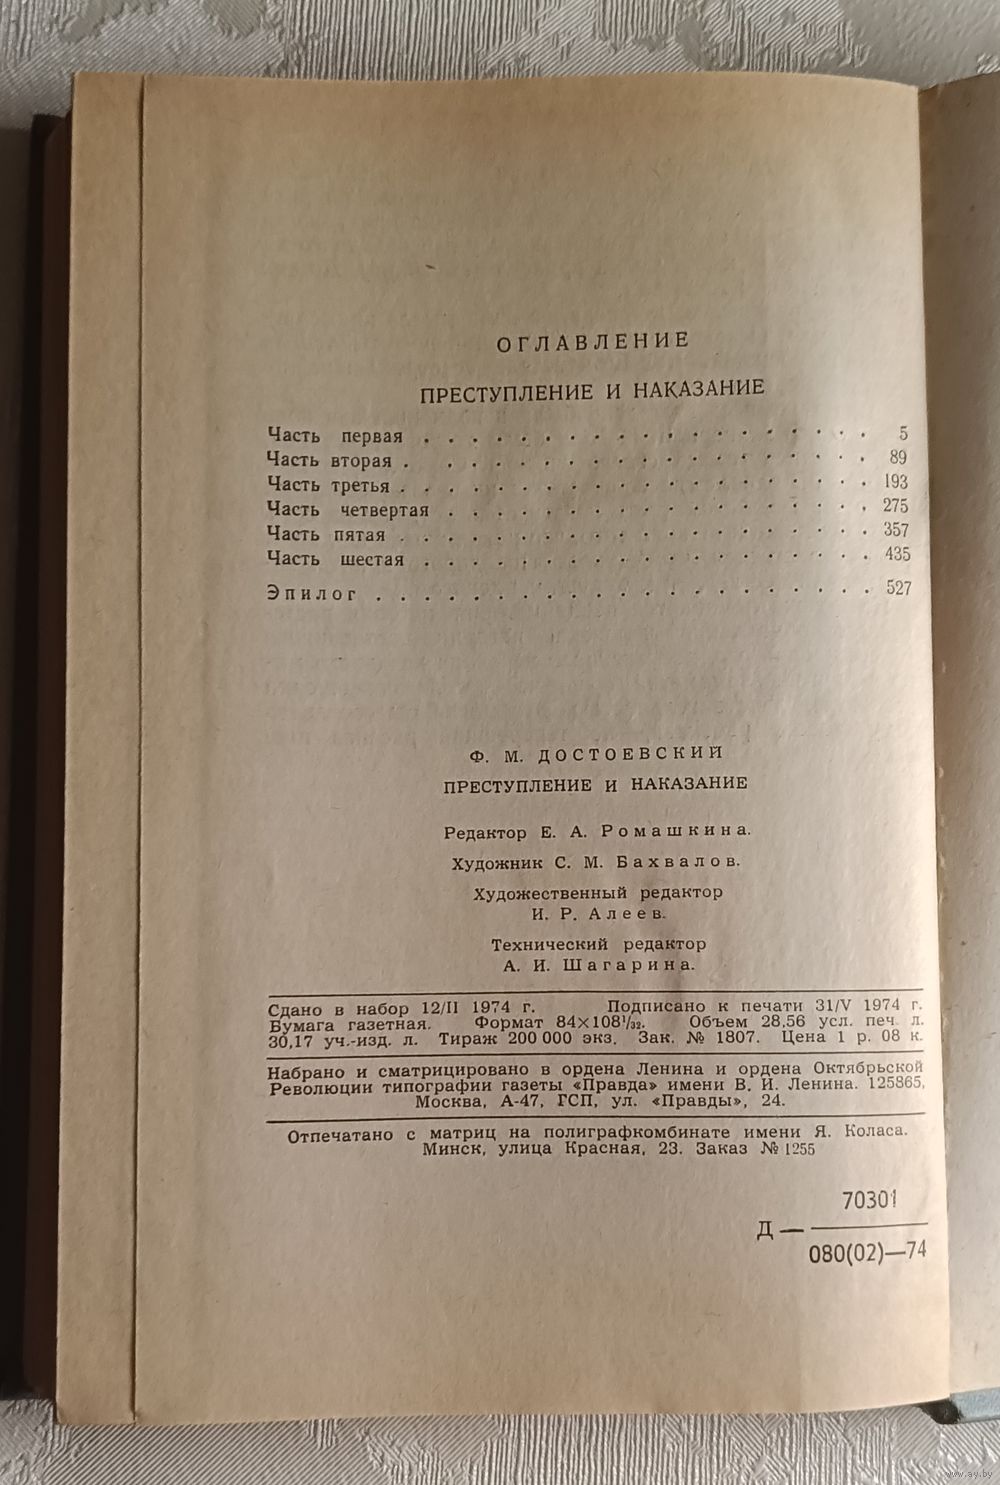 ОГЛАВЛЕНИЕ
ПРЕСТУПЛЕНИЕ И НАКАЗАНИЕ
Часть первая . . . . . . . . . . . . . . . . . . . 5
Часть вторая . . . . . . . . . . . . . . . . . . . 89
Часть третья . . . . . . . . . . . . . . . . . . . . 193
Часть четвертая . . . . . . . . . . . . . . . . . . 275
Часть пятая . . . . . . . . . . . . . . . . . . . . 357
Часть шестая . . . . . . . . . . . . . . . . . . . 435
Эпилог . . . . . . . . . . . . . . . . . . . . . 527
Ф. М. ДОСТОЕВСКИЙ
ПРЕСТУПЛЕНИЕ И НАКАЗАНИЕ
Редактор Е. А. Ромашкина.
Художник С. М. Бахвалов.
Художественный редактор
И. Р. Алеев.
Технический редактор
А. И. Шагарина.
Сдано в набор 12/II 1974 г. Подписано к печати 31/V 1974 г.
Бумага газетная. Формат 84×108¹/₃₂. Объем 28,56 усл. печ. л.
30,17 уч.-изд. л. Тираж 200 000 экз. Зак. № 1807. Цена 1 р. 08 к.
Набрано и сматрицировано в ордена Ленина и ордена Октябрьской
Революции типографии газеты «Правда» имени В. И. Ленина. 125865,
Москва, А-47, ГСП, ул. «Правды», 24.
Отпечатано с матриц на полиграфкомбинате имени Я. Коласа.
Минск, улица Красная, 23. Заказ № 1255
70301
Д —
080(02)—74
www.ay.by